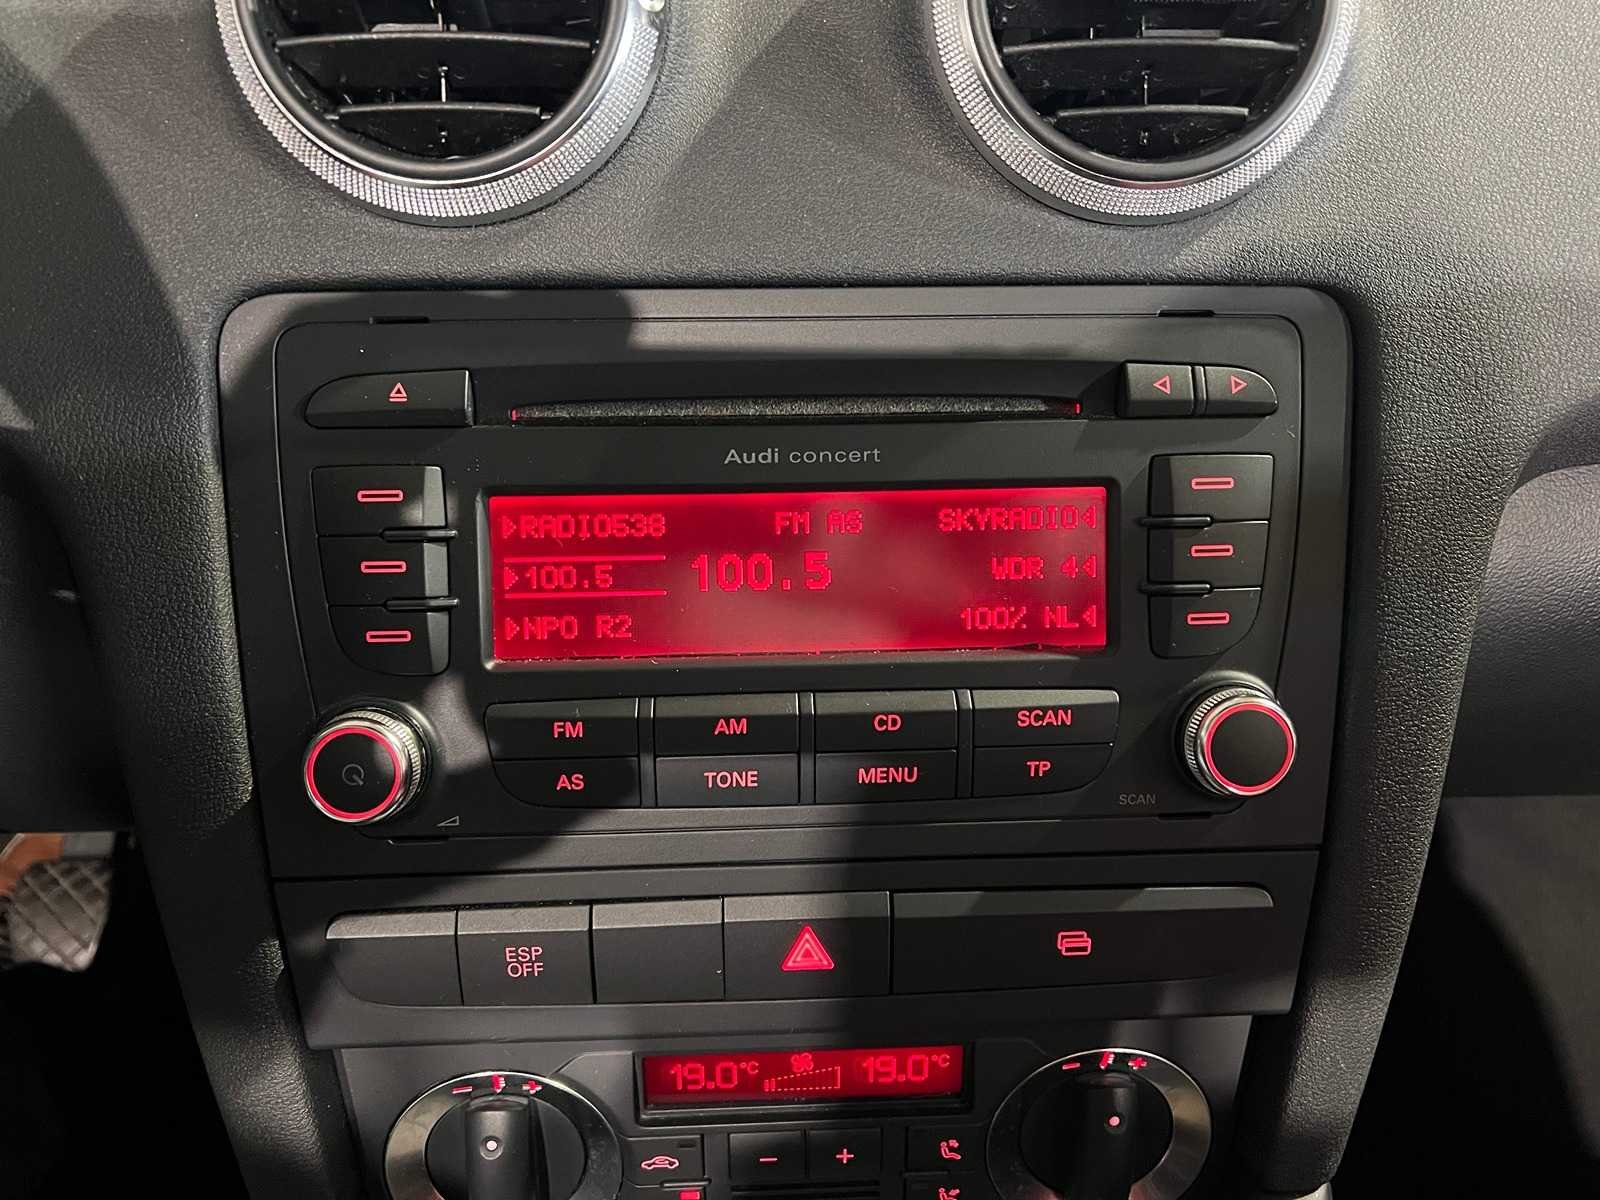 Audi concert
RADIO538 FM AS SKYRADIO
100.5 100.5 WDR 4
NPO R2 100% NL
FM AM CD SCAN
AS TONE MENU TP
SCAN
ESP
OFF
19.0°C 19.0°C
− + − +
− +